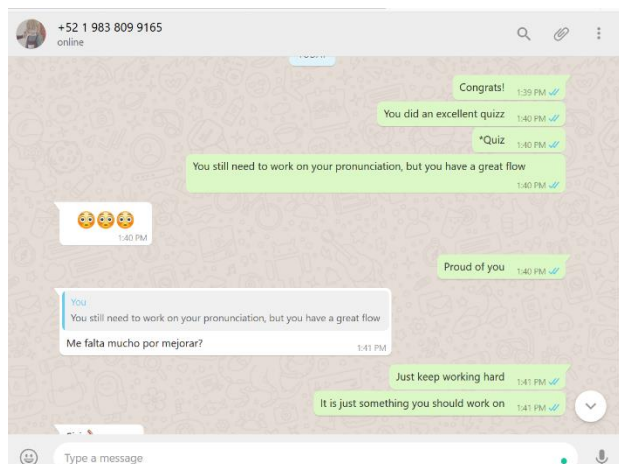 +52 1 983 809 9165
online
TODAY
Congrats! 1:39 PM
You did an excellent quizz 1:40 PM
*Quiz 1:40 PM
You still need to work on your pronunciation, but you have a great flow
1:40 PM
😳😳😳
1:40 PM
Proud of you 1:40 PM
You
You still need to work on your pronunciation, but you have a great flow
Me falta mucho por mejorar? 1:41 PM
Just keep working hard 1:41 PM
It is just something you should work on 1:41 PM
Type a message